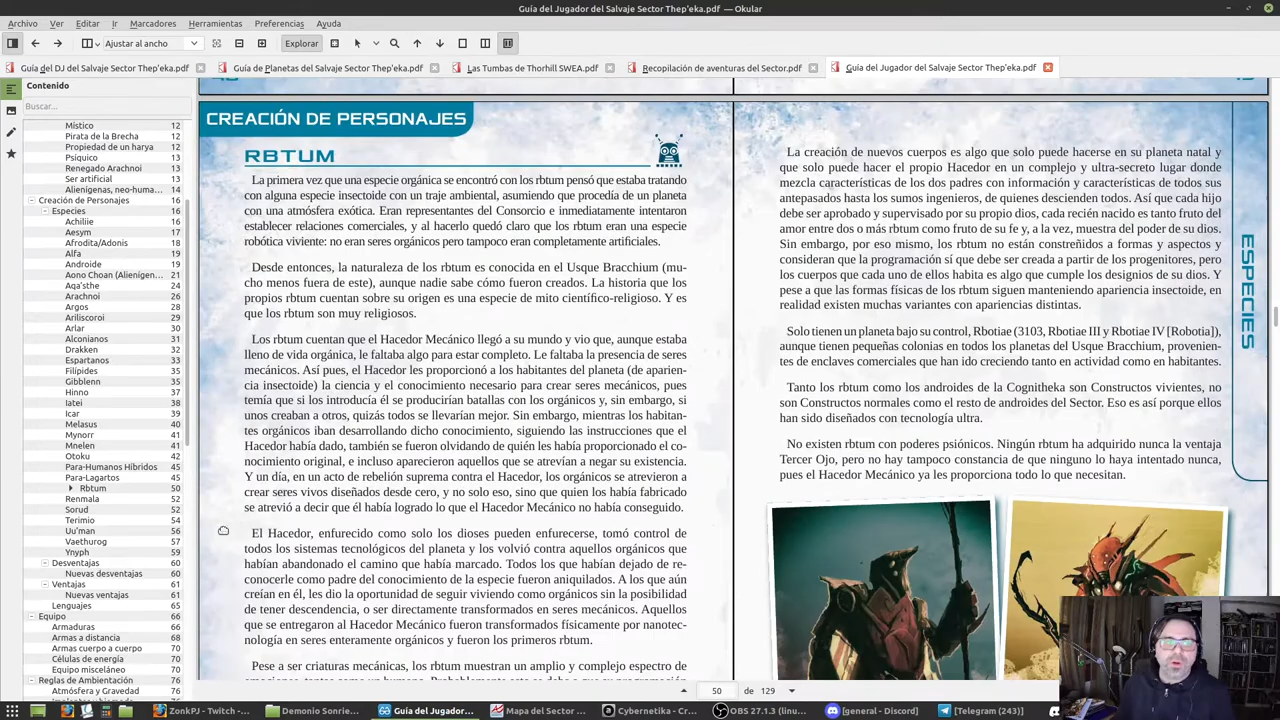 Guía del Jugador del Salvaje Sector Thep'eka.pdf — Okular
Archivo Ver Editar Ir Marcadores Herramientas Preferencias Ayuda
Ajustar al ancho Explorar
Guía del DJ del Salvaje Sector Thep'eka.pdf Guía de Planetas del Salvaje Sector Thep'eka.pdf Las Tumbas de Thorhill SWEA.pdf Recopilación de aventuras del Sector.pdf Guía del Jugador del Salvaje Sector Thep'eka.pdf
Contenido
Buscar...
Místico 12
Pirata de la Brecha 12
Propiedad de un harya 12
Psíquico 13
Renegado Arachnoi 13
Ser artificial 13
Alienígenas, neo-huma... 14
Creación de Personajes 16
Especies 16
Achiliie 16
Aesym 17
Afrodita/Adonis 18
Alfa 19
Androide 19
Aono Choan (Alienígen... 21
Aqa'sthe 24
Arachnoi 26
Argos 28
Ariliscoroi 29
Arlar 30
Alconianis 31
Drakken 32
Espartanos 33
Filípides 35
Gibblenn 35
Hinno 37
Iatei 38
Icar 39
Melasus 40
Mynorr 41
Mnelen 41
Otoku 42
Para-Humanos Híbridos 45
Para-Lagartos 45
Rbtum 50
Renmala 52
Sorud 52
Terimio 54
Uu'man 56
Vaethurog 57
Ynyph 59
Desventajas 60
Nuevas desventajas 60
Ventajas 61
Nuevas ventajas 61
Lenguajes 65
Equipo 66
Armaduras 66
Armas a distancia 68
Armas cuerpo a cuerpo 70
Células de energía 70
Equipo misceláneo 70
Reglas de Ambientación 76
Atmósfera y Gravedad 76
CREACIÓN DE PERSONAJES
RBTUM
La primera vez que una especie orgánica se encontró con los rbtum pensó que estaba tratando
con alguna especie insectoide con un traje ambiental, asumiendo que procedía de un planeta
con una atmósfera exótica. Eran representantes del Consorcio e inmediatamente intentaron
establecer relaciones comerciales, y al hacerlo quedó claro que los rbtum eran una especie
robótica viviente: no eran seres orgánicos pero tampoco eran completamente artificiales.
Desde entonces, la naturaleza de los rbtum es conocida en el Usque Bracchium (mu-
cho menos fuera de este), aunque nadie sabe cómo fueron creados. La historia que los
propios rbtum cuentan sobre su origen es una especie de mito científico-religioso. Y es
que los rbtum son muy religiosos.
Los rbtum cuentan que el Hacedor Mecánico llegó a su mundo y vio que, aunque estaba
lleno de vida orgánica, le faltaba algo para estar completo. Le faltaba la presencia de seres
mecánicos. Así pues, el Hacedor les proporcionó a los habitantes del planeta (de aparien-
cia insectoide) la ciencia y el conocimiento necesario para crear seres mecánicos, pues
temía que si los introducía él se producirían batallas con los orgánicos y, sin embargo, si
unos creaban a otros, quizás todos se llevarían mejor. Sin embargo, mientras los habitan-
tes orgánicos iban desarrollando dicho conocimiento, siguiendo las instrucciones que el
Hacedor había dado, también se fueron olvidando de quién les había proporcionado el co-
nocimiento original, e incluso aparecieron aquellos que se atrevían a negar su existencia.
Y un día, en un acto de rebelión suprema contra el Hacedor, los orgánicos se atrevieron a
crear seres vivos diseñados desde cero, y no solo eso, sino que quien los había fabricado
se atrevió a decir que él había logrado lo que el Hacedor Mecánico no había conseguido.
El Hacedor, enfurecido como solo los dioses pueden enfurecerse, tomó control de
todos los sistemas tecnológicos del planeta y los volvió contra aquellos orgánicos que
habían abandonado el camino que había marcado. Todos los que habían dejado de re-
conocerle como padre del conocimiento de la especie fueron aniquilados. A los que aún
creían en él, les dio la oportunidad de seguir viviendo como orgánicos sin la posibilidad
de tener descendencia, o ser directamente transformados en seres mecánicos. Aquellos
que se entregaron al Hacedor Mecánico fueron transformados físicamente por nanotec-
nología en seres enteramente orgánicos y fueron los primeros rbtum.
Pese a ser criaturas mecánicas, los rbtum muestran un amplio y complejo espectro de
La creación de nuevos cuerpos es algo que solo puede hacerse en su planeta natal y
que solo puede hacer el propio Hacedor en un complejo y ultra-secreto lugar donde
mezcla características de los dos padres con información y características de todos sus
antepasados hasta los sumos ingenieros, de quienes descienden todos. Así que cada hijo
debe ser aprobado y supervisado por su propio dios, cada recién nacido es tanto fruto del
amor entre dos o más rbtum como fruto de su fe y, a la vez, muestra del poder de su dios.
Sin embargo, por eso mismo, los rbtum no están constreñidos a formas y aspectos y
consideran que la programación sí que debe ser creada a partir de los progenitores, pero
los cuerpos que cada uno de ellos habita es algo que cumple los designios de su dios. Y
pese a que las formas físicas de los rbtum siguen manteniendo apariencia insectoide, en
realidad existen muchas variantes con apariencias distintas.
Solo tienen un planeta bajo su control, Rbotiae (3103, Rbotiae III y Rbotiae IV [Robotia]),
aunque tienen pequeñas colonias en todos los planetas del Usque Bracchium, provenien-
tes de enclaves comerciales que han ido creciendo tanto en actividad como en habitantes.
Tanto los rbtum como los androides de la Cognitheka son Constructos vivientes, no
son Constructos normales como el resto de androides del Sector. Eso es así porque ellos
han sido diseñados con tecnología ultra.
No existen rbtum con poderes psiónicos. Ningún rbtum ha adquirido nunca la ventaja
Tercer Ojo, pero no hay tampoco constancia de que ninguno lo haya intentado nunca,
pues el Hacedor Mecánico ya les proporciona todo lo que necesitan.
ESPECIES
50 de 129
ZonkPJ - Twitch -... Demonio Sonrie... Guía del Jugador... Mapa del Sector ... Cybernetika - Cr... OBS 27.1.3 (linu... [general - Discord] [Telegram (243)]